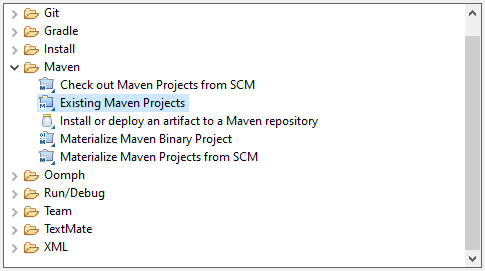 Git
Gradle
Install
Maven
Check out Maven Projects from SCM
Existing Maven Projects
Install or deploy an artifact to a Maven repository
Materialize Maven Binary Project
Materialize Maven Projects from SCM
Oomph
Run/Debug
Team
TextMate
XML